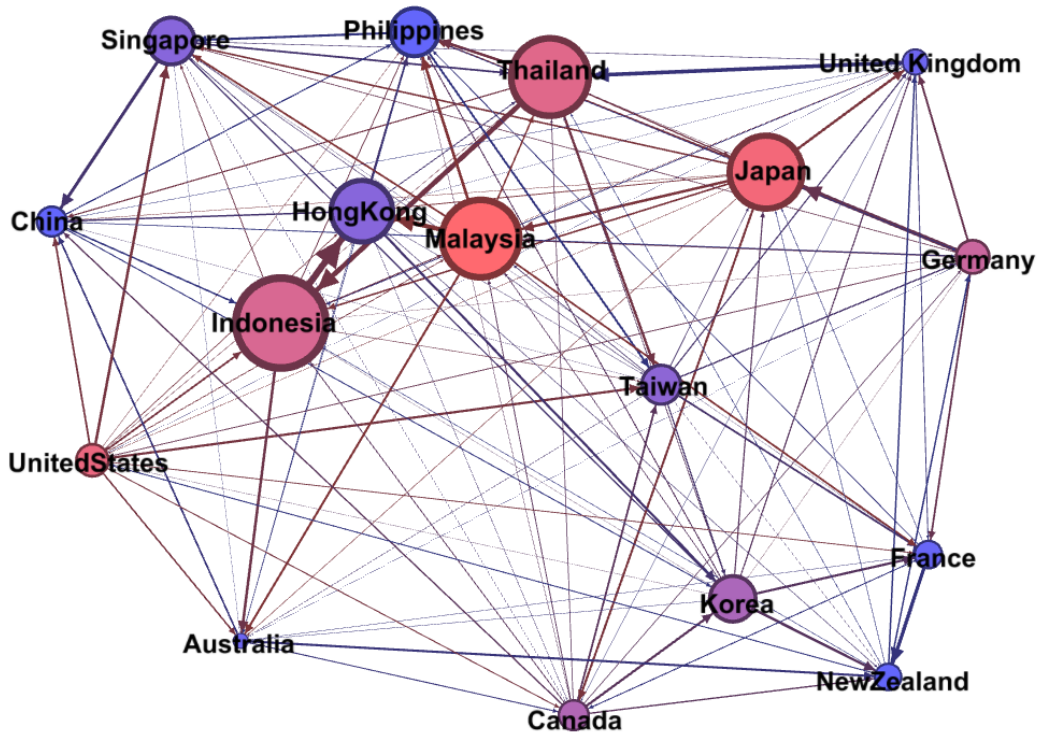 Philippines
Singapore
Thailand
United Kingdom
Japan
HongKong
China
Malaysia
Germany
Indonesia
Taiwan
UnitedStates
France
Korea
Australia
NewZealand
Canada